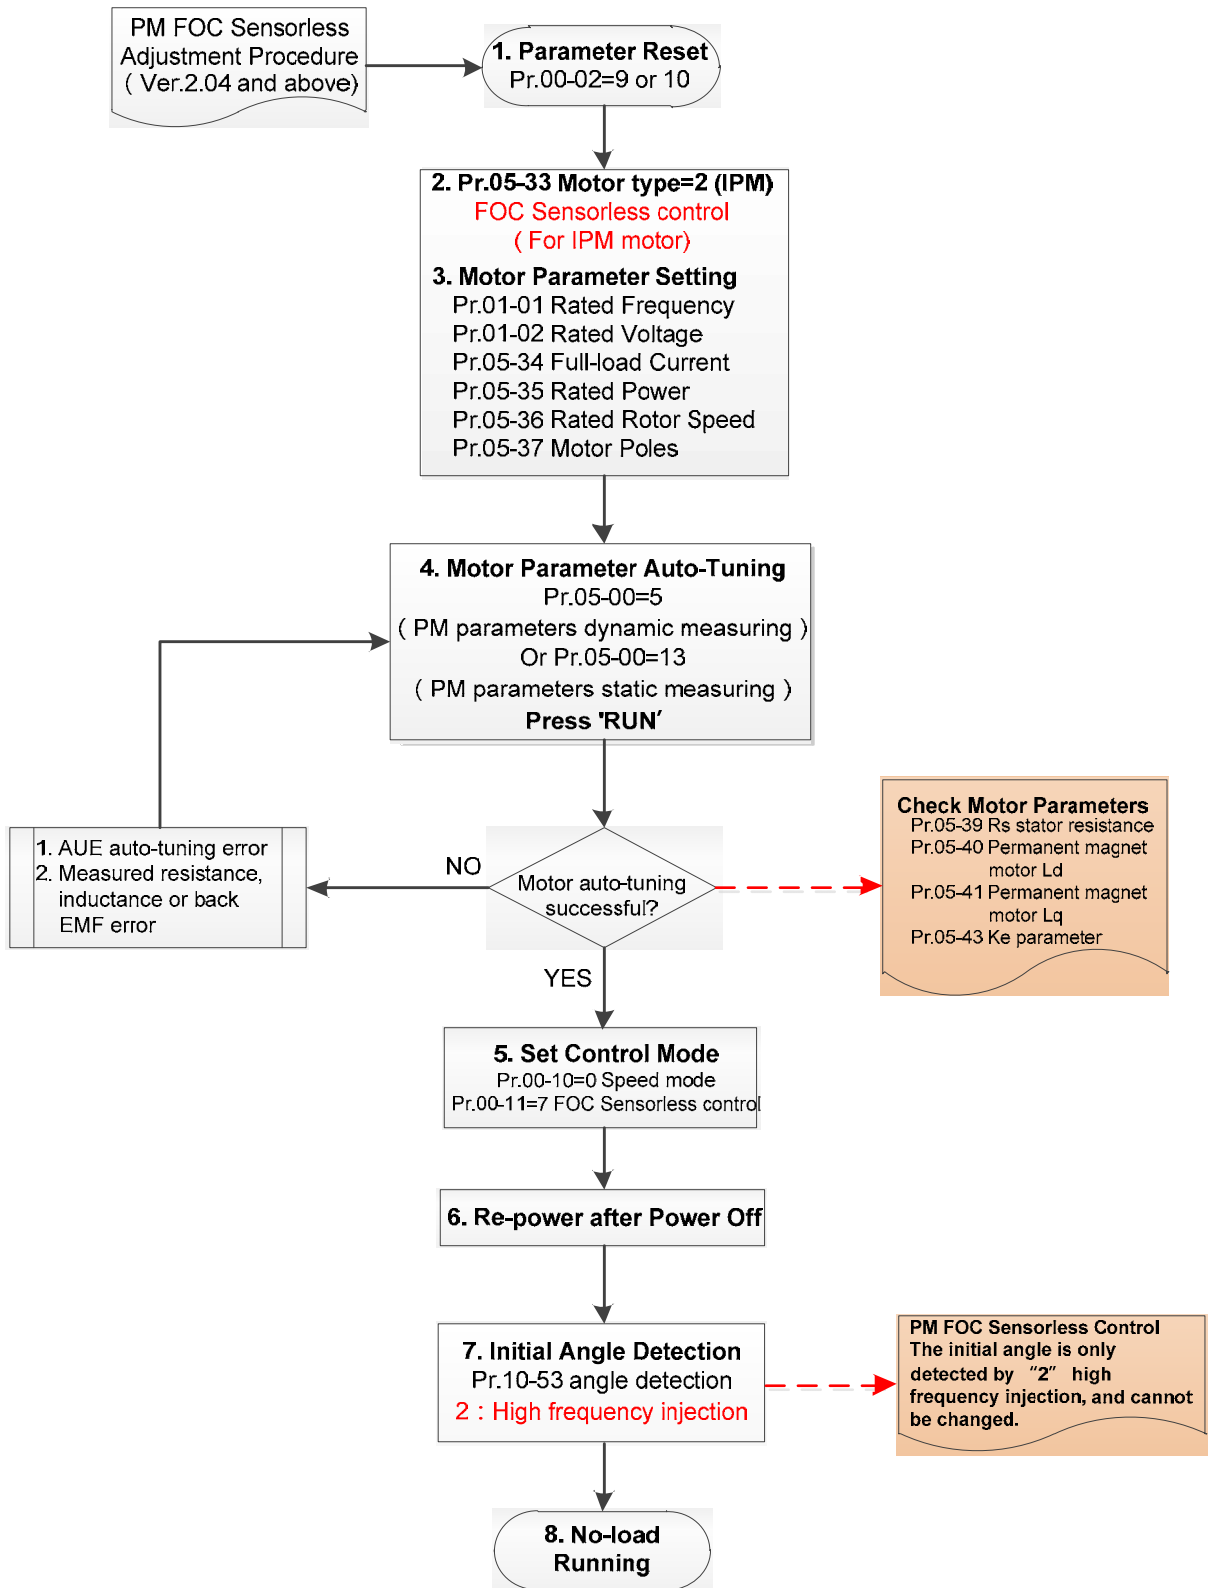 PM FOC Sensorless
Adjustment Procedure
( Ver.2.04 and above)
1. Parameter Reset
Pr.00-02=9 or 10
2. Pr.05-33 Motor type=2 (IPM)
FOC Sensorless control
( For IPM motor)
3. Motor Parameter Setting
Pr.01-01 Rated Frequency
Pr.01-02 Rated Voltage
Pr.05-34 Full-load Current
Pr.05-35 Rated Power
Pr.05-36 Rated Rotor Speed
Pr.05-37 Motor Poles
4. Motor Parameter Auto-Tuning
Pr.05-00=5
( PM parameters dynamic measuring )
Or Pr.05-00=13
( PM parameters static measuring )
Press 'RUN′
1. AUE auto-tuning error
2. Measured resistance,
inductance or back
EMF error
NO
Motor auto-tuning
successful?
YES
Check Motor Parameters
Pr.05-39 Rs stator resistance
Pr.05-40 Permanent magnet
motor Ld
Pr.05-41 Permanent magnet
motor Lq
Pr.05-43 Ke parameter
5. Set Control Mode
Pr.00-10=0 Speed mode
Pr.00-11=7 FOC Sensorless control
6. Re-power after Power Off
7. Initial Angle Detection
Pr.10-53 angle detection
2 : High frequency injection
PM FOC Sensorless Control
The initial angle is only
detected by “2” high
frequency injection, and cannot
be changed.
8. No-load
Running